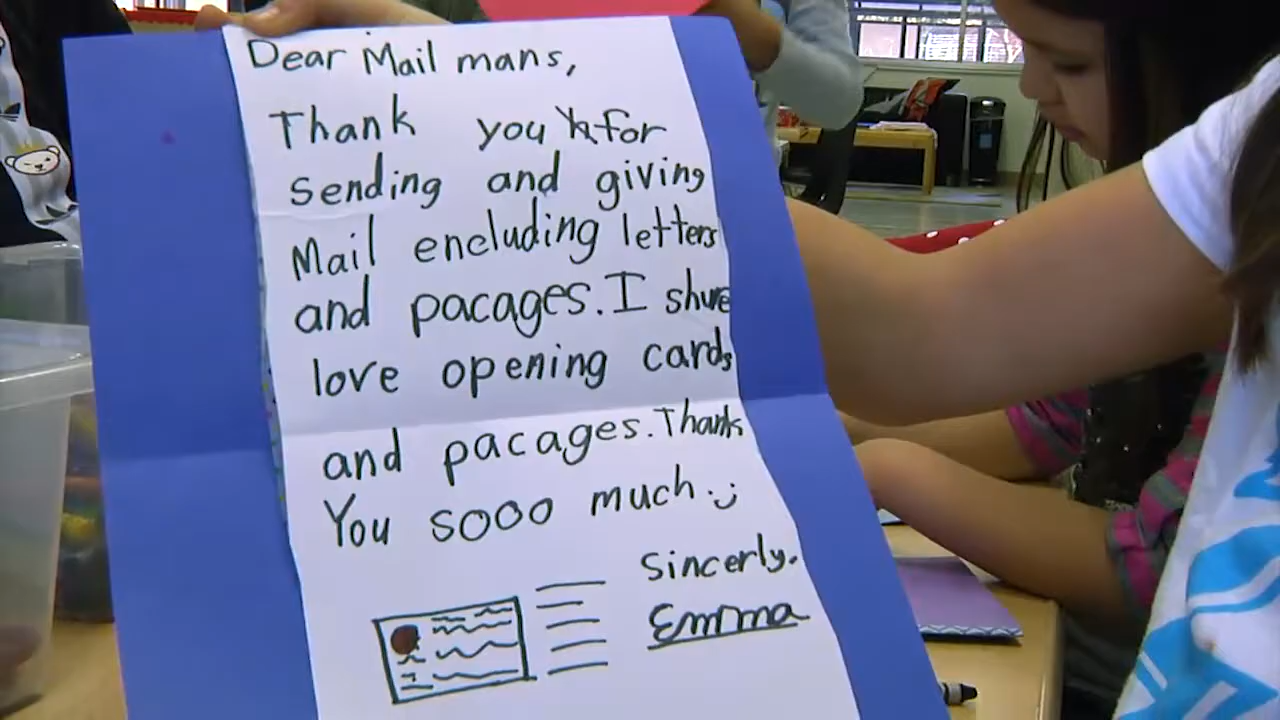 Dear Mail mans,
Thank you for
sending and giving
Mail encluding letters
and pacages. I shure
love opening cards
and pacages. Thank
You sooo much :)
Sincerly.
Emma